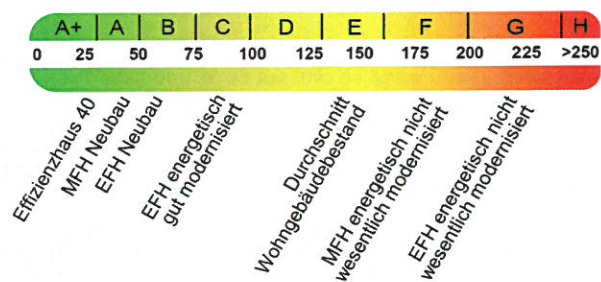 A+ A B C D E F G H
0 25 50 75 100 125 150 175 200 225 >250
Effizienzhaus 40
MFH Neubau
EFH Neubau
EFH energetisch
gut modernisiert
Durchschnitt
Wohngebäudebestand
MFH energetisch nicht
wesentlich modernisiert
EFH energetisch nicht
wesentlich modernisiert